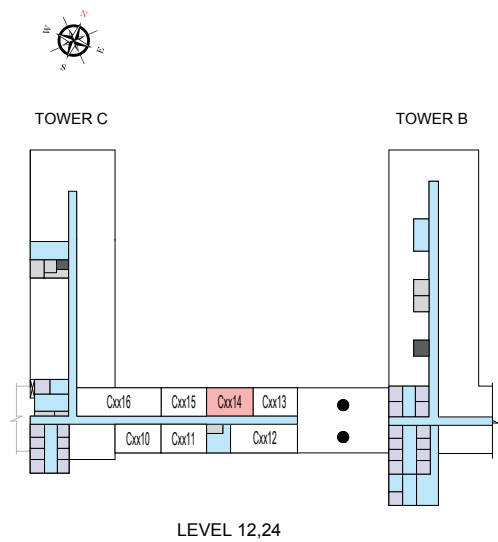 N
W
E
S
TOWER C TOWER B
Cxx16 Cxx15 Cxx14 Cxx13
Cxx10 Cxx11 Cxx12
LEVEL 12,24